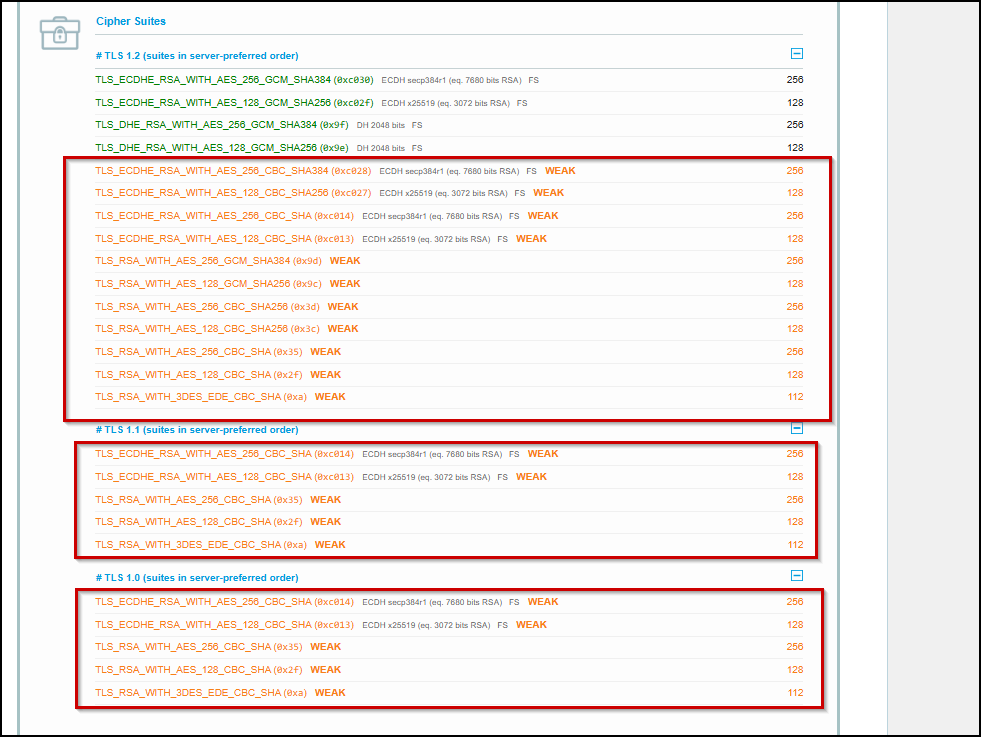 Cipher Suites
# TLS 1.2 (suites in server-preferred order)
TLS_ECDHE_RSA_WITH_AES_256_GCM_SHA384 (0xc030) ECDH secp384r1 (eq. 7680 bits RSA) FS 256
TLS_ECDHE_RSA_WITH_AES_128_GCM_SHA256 (0xc02f) ECDH x25519 (eq. 3072 bits RSA) FS 128
TLS_DHE_RSA_WITH_AES_256_GCM_SHA384 (0x9f) DH 2048 bits FS 256
TLS_DHE_RSA_WITH_AES_128_GCM_SHA256 (0x9e) DH 2048 bits FS 128
TLS_ECDHE_RSA_WITH_AES_256_CBC_SHA384 (0xc028) ECDH secp384r1 (eq. 7680 bits RSA) FS WEAK 256
TLS_ECDHE_RSA_WITH_AES_128_CBC_SHA256 (0xc027) ECDH x25519 (eq. 3072 bits RSA) FS WEAK 128
TLS_ECDHE_RSA_WITH_AES_256_CBC_SHA (0xc014) ECDH secp384r1 (eq. 7680 bits RSA) FS WEAK 256
TLS_ECDHE_RSA_WITH_AES_128_CBC_SHA (0xc013) ECDH x25519 (eq. 3072 bits RSA) FS WEAK 128
TLS_RSA_WITH_AES_256_GCM_SHA384 (0x9d) WEAK 256
TLS_RSA_WITH_AES_128_GCM_SHA256 (0x9c) WEAK 128
TLS_RSA_WITH_AES_256_CBC_SHA256 (0x3d) WEAK 256
TLS_RSA_WITH_AES_128_CBC_SHA256 (0x3c) WEAK 128
TLS_RSA_WITH_AES_256_CBC_SHA (0x35) WEAK 256
TLS_RSA_WITH_AES_128_CBC_SHA (0x2f) WEAK 128
TLS_RSA_WITH_3DES_EDE_CBC_SHA (0xa) WEAK 112
# TLS 1.1 (suites in server-preferred order)
TLS_ECDHE_RSA_WITH_AES_256_CBC_SHA (0xc014) ECDH secp384r1 (eq. 7680 bits RSA) FS WEAK 256
TLS_ECDHE_RSA_WITH_AES_128_CBC_SHA (0xc013) ECDH x25519 (eq. 3072 bits RSA) FS WEAK 128
TLS_RSA_WITH_AES_256_CBC_SHA (0x35) WEAK 256
TLS_RSA_WITH_AES_128_CBC_SHA (0x2f) WEAK 128
TLS_RSA_WITH_3DES_EDE_CBC_SHA (0xa) WEAK 112
# TLS 1.0 (suites in server-preferred order)
TLS_ECDHE_RSA_WITH_AES_256_CBC_SHA (0xc014) ECDH secp384r1 (eq. 7680 bits RSA) FS WEAK 256
TLS_ECDHE_RSA_WITH_AES_128_CBC_SHA (0xc013) ECDH x25519 (eq. 3072 bits RSA) FS WEAK 128
TLS_RSA_WITH_AES_256_CBC_SHA (0x35) WEAK 256
TLS_RSA_WITH_AES_128_CBC_SHA (0x2f) WEAK 128
TLS_RSA_WITH_3DES_EDE_CBC_SHA (0xa) WEAK 112